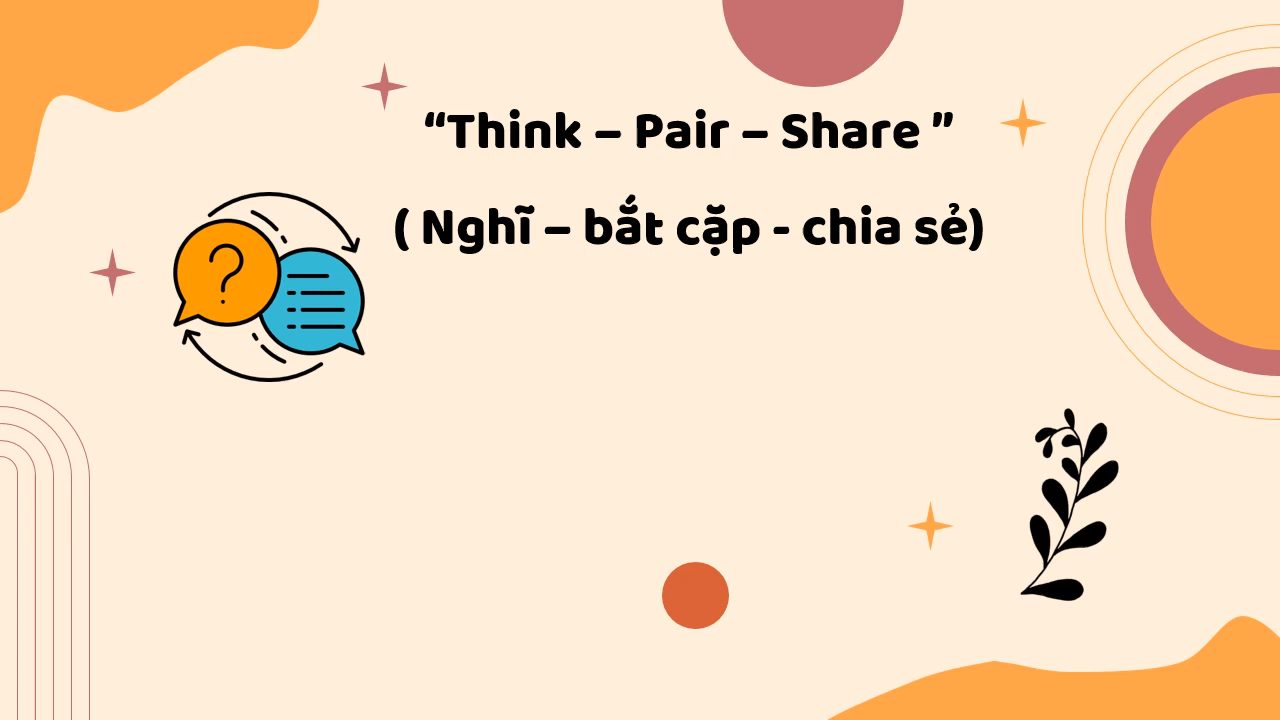 “Think – Pair – Share ”
( Nghĩ – bắt cặp - chia sẻ)